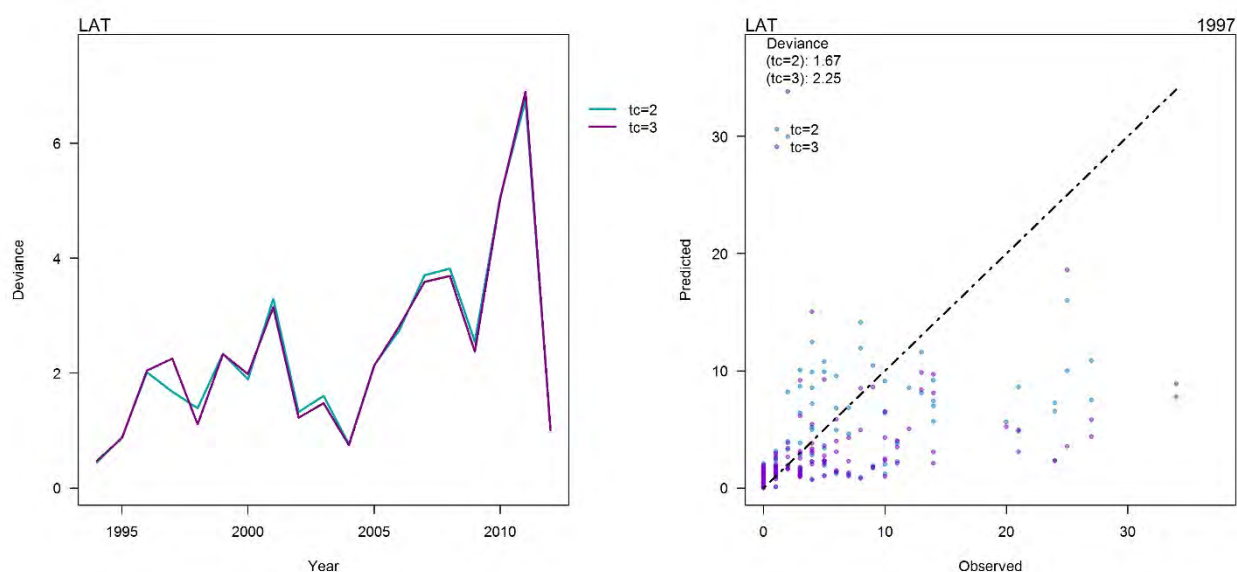 LAT
6
4
2
0
Deviance
1995
2000
2005
2010
Year
tc=2
tc=3
LAT
1997
Deviance
(tc=2): 1.67
(tc=3): 2.25
tc=2
tc=3
30
20
10
0
Predicted
0
10
20
30
Observed